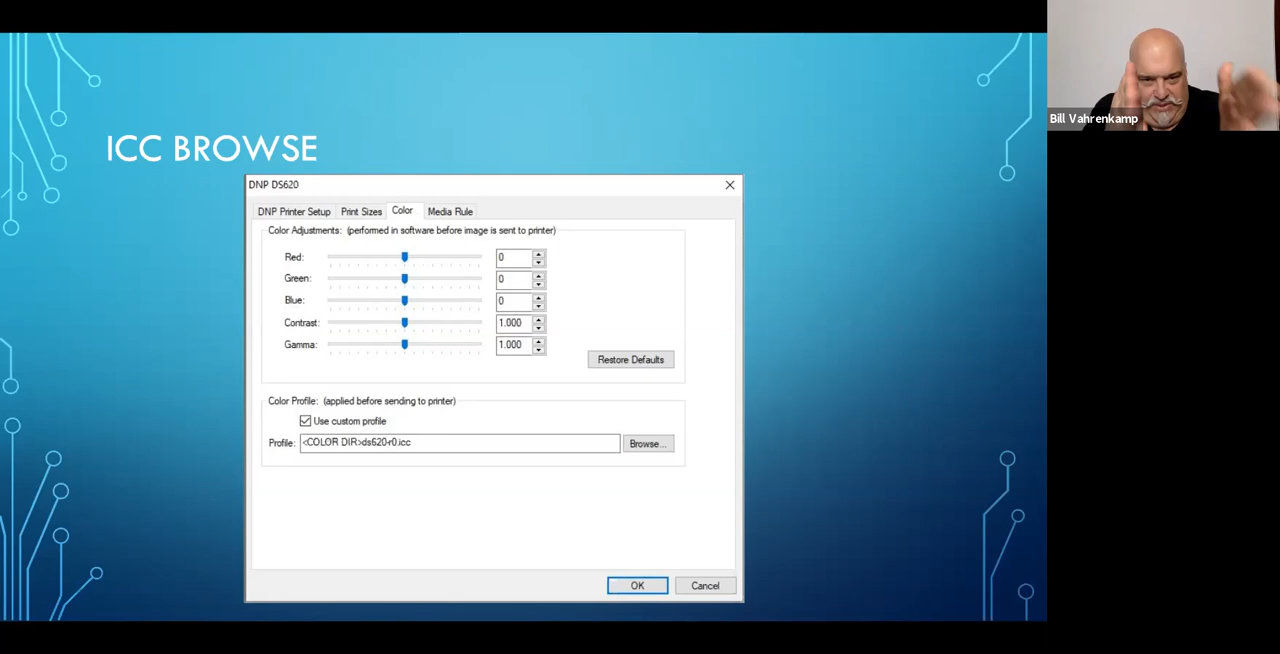 ICC BROWSE
DNP DS620
DNP Printer Setup Print Sizes Color Media Rule
Color Adjustments: (performed in software before image is sent to printer)
Red: 0
Green: 0
Blue: 0
Contrast: 1.000
Gamma: 1.000
Restore Defaults
Color Profile: (applied before sending to printer)
Use custom profile
Profile: <COLOR DIR>ds620-r0.icc Browse...
OK Cancel
Bill Vahrenkamp